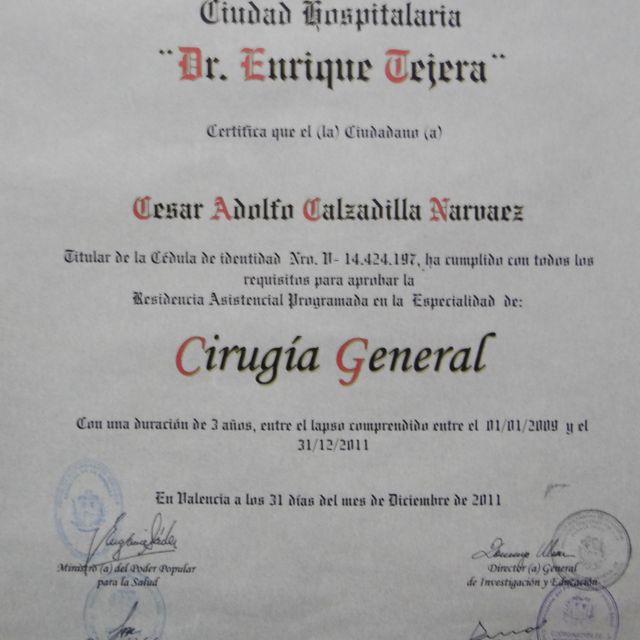 Ciudad Hospitalaria
¨Dr. Enrique Tejera¨
Certifica que el (la) Ciudadano (a)
Cesar Adolfo Calzadilla Narvaez
Titular de la Cédula de identidad Nro. V- 14.424.197, ha cumplido con todos los
requisitos para aprobar la
Residencia Asistencial Programada en la Especialidad de:
Cirugía General
Con una duración de 3 años, entre el lapso comprendido entre el 01/01/2009 y el
31/12/2011
En Valencia a los 31 días del mes de Diciembre de 2011
Ministro (a) del Poder Popular
para la Salud
Director (a) General
de Investigación y Educación